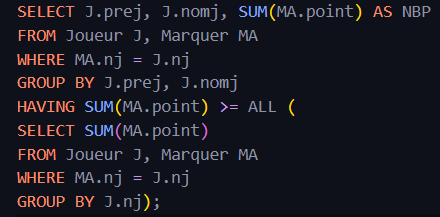 SELECT J.prej, J.nomj, SUM(MA.point) AS NBP
FROM Joueur J, Marquer MA
WHERE MA.nj = J.nj
GROUP BY J.prej, J.nomj
HAVING SUM(MA.point) >= ALL (
SELECT SUM(MA.point)
FROM Joueur J, Marquer MA
WHERE MA.nj = J.nj
GROUP BY J.nj);